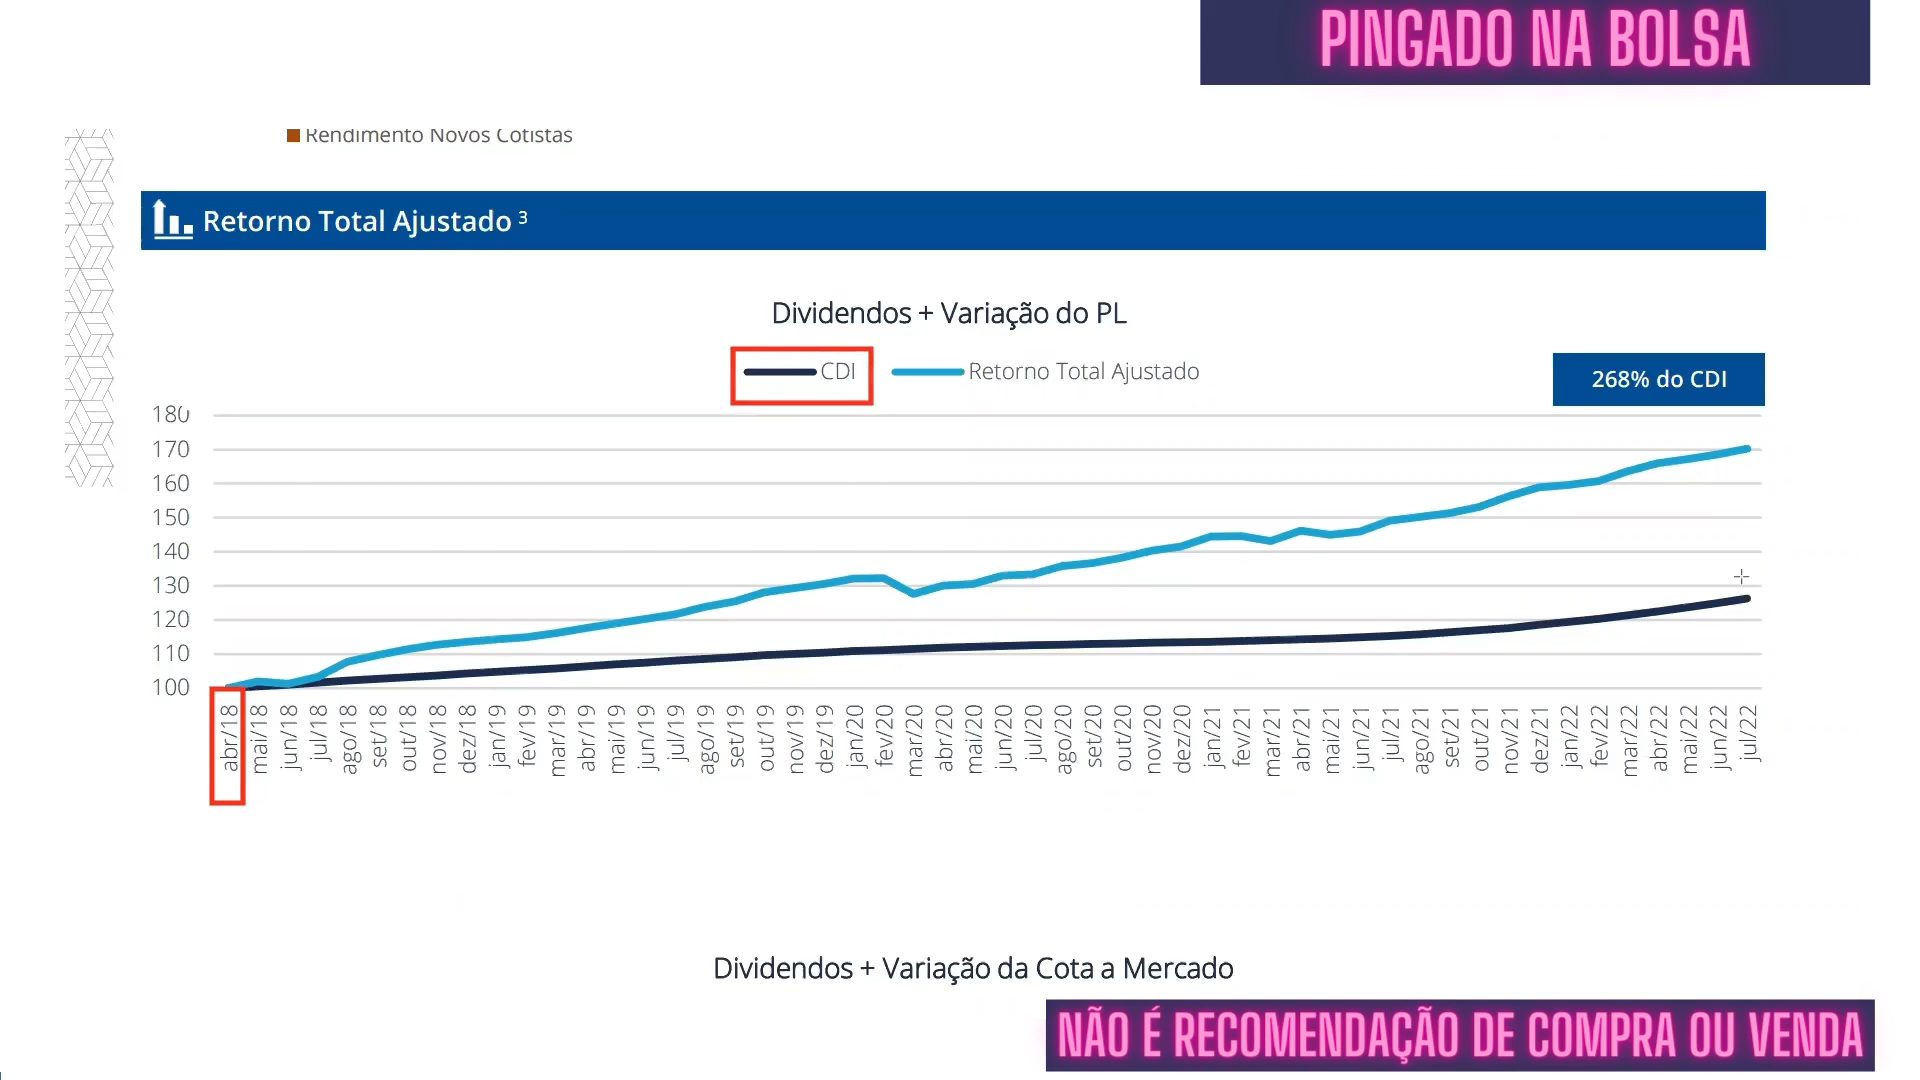 PINGADO NA BOLSA
Rendimento Novos Cotistas
Retorno Total Ajustado ³
Dividendos + Variação do PL
CDI Retorno Total Ajustado
268% do CDI
180
170
160
150
140
130
120
110
100
abr/18 mai/18 jun/18 jul/18 ago/18 set/18 out/18 nov/18 dez/18 jan/19 fev/19 mar/19 abr/19 mai/19 jun/19 jul/19 ago/19 set/19 out/19 nov/19 dez/19 jan/20 fev/20 mar/20 abr/20 mai/20 jun/20 jul/20 ago/20 set/20 out/20 nov/20 dez/20 jan/21 fev/21 mar/21 abr/21 mai/21 jun/21 jul/21 ago/21 set/21 out/21 nov/21 dez/21 jan/22 fev/22 mar/22 abr/22 mai/22 jun/22 jul/22
Dividendos + Variação da Cota a Mercado
NÃO É RECOMENDAÇÃO DE COMPRA OU VENDA